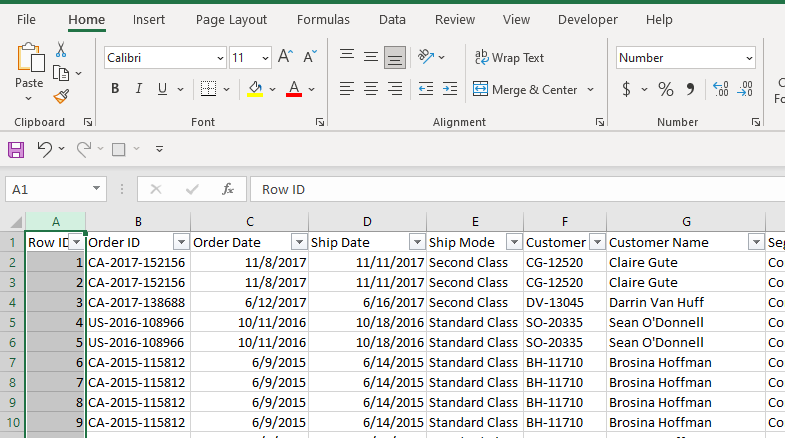 File Home Insert Page Layout Formulas Data Review View Developer Help
Calibri 11 A A ab Wrap Text Number
Paste B I U A Merge & Center $ % 9 .00 .00
Clipboard Font Alignment Number
A1 fx Row ID
A B C D E F G
1 Row ID Order ID Order Date Ship Date Ship Mode Customer Customer Name Seg
2 1 CA-2017-152156 11/8/2017 11/11/2017 Second Class CG-12520 Claire Gute Co
3 2 CA-2017-152156 11/8/2017 11/11/2017 Second Class CG-12520 Claire Gute Co
4 3 CA-2017-138688 6/12/2017 6/16/2017 Second Class DV-13045 Darrin Van Huff Co
5 4 US-2016-108966 10/11/2016 10/18/2016 Standard Class SO-20335 Sean O'Donnell Co
6 5 US-2016-108966 10/11/2016 10/18/2016 Standard Class SO-20335 Sean O'Donnell Co
7 6 CA-2015-115812 6/9/2015 6/14/2015 Standard Class BH-11710 Brosina Hoffman Co
8 7 CA-2015-115812 6/9/2015 6/14/2015 Standard Class BH-11710 Brosina Hoffman Co
9 8 CA-2015-115812 6/9/2015 6/14/2015 Standard Class BH-11710 Brosina Hoffman Co
10 9 CA-2015-115812 6/9/2015 6/14/2015 Standard Class BH-11710 Brosina Hoffman Co